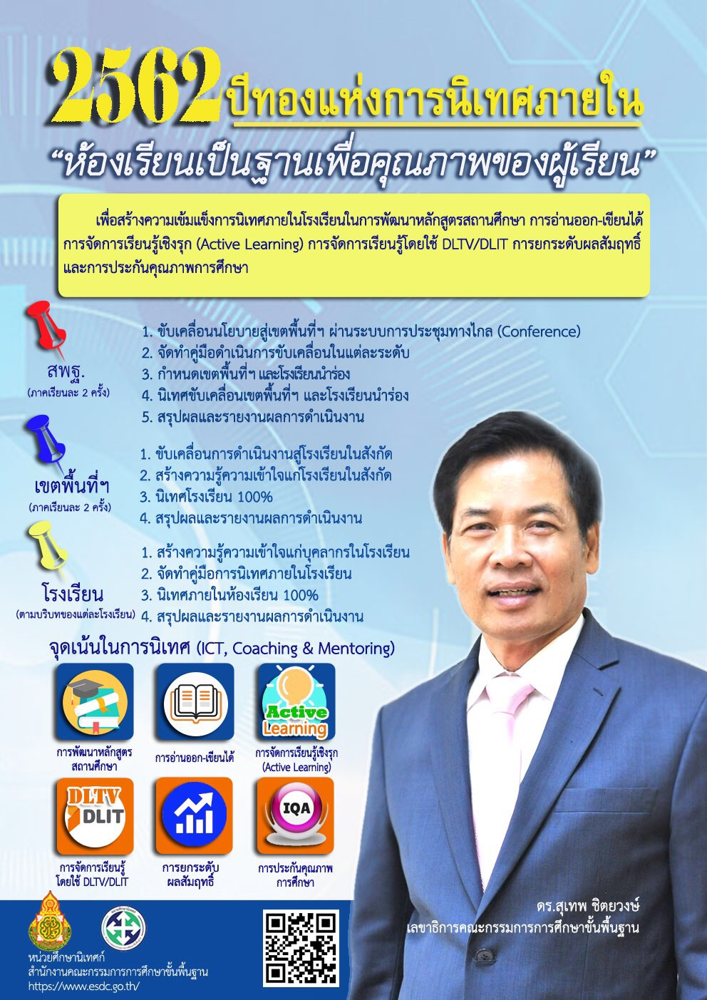 2562 ปีทองแห่งการนิเทศภายใน
“ห้องเรียนเป็นฐานเพื่อคุณภาพของผู้เรียน”
เพื่อสร้างความเข้มแข็งการนิเทศภายในโรงเรียนในการพัฒนาหลักสูตรสถานศึกษา การอ่านออก-เขียนได้
การจัดการเรียนรู้เชิงรุก (Active Learning) การจัดการเรียนรู้โดยใช้ DLTV/DLIT การยกระดับผลสัมฤทธิ์
และการประกันคุณภาพการศึกษา
สพฐ.
(ภาคเรียนละ 2 ครั้ง)
1. ขับเคลื่อนนโยบายสู่เขตพื้นที่ฯ ผ่านระบบการประชุมทางไกล (Conference)
2. จัดทำคู่มือดำเนินการขับเคลื่อนในแต่ละระดับ
3. กำหนดเขตพื้นที่ฯ และโรงเรียนนำร่อง
4. นิเทศขับเคลื่อนเขตพื้นที่ฯ และโรงเรียนนำร่อง
5. สรุปผลและรายงานผลการดำเนินงาน
เขตพื้นที่ฯ
(ภาคเรียนละ 2 ครั้ง)
1. ขับเคลื่อนการดำเนินงานสู่โรงเรียนในสังกัด
2. สร้างความรู้ความเข้าใจแก่โรงเรียนในสังกัด
3. นิเทศโรงเรียน 100%
4. สรุปผลและรายงานผลการดำเนินงาน
โรงเรียน
(ตามบริบทของแต่ละโรงเรียน)
1. สร้างความรู้ความเข้าใจแก่บุคลากรในโรงเรียน
2. จัดทำคู่มือการนิเทศภายในโรงเรียน
3. นิเทศภายในห้องเรียน 100%
4. สรุปผลและรายงานผลการดำเนินงาน
จุดเน้นในการนิเทศ (ICT, Coaching & Mentoring)
Active
Learning
การพัฒนาหลักสูตร
สถานศึกษา
การอ่านออก-เขียนได้
การจัดการเรียนรู้เชิงรุก
(Active Learning)
DLTV
DLIT
IQA
การจัดการเรียนรู้
โดยใช้ DLTV/DLIT
การยกระดับ
ผลสัมฤทธิ์
การประกันคุณภาพ
การศึกษา
ดร.สุเทพ ชิตยวงษ์
เลขาธิการคณะกรรมการการศึกษาขั้นพื้นฐาน
หน่วยศึกษานิเทศก์
สำนักงานคณะกรรมการการศึกษาขั้นพื้นฐาน
https://www.esdc.go.th/